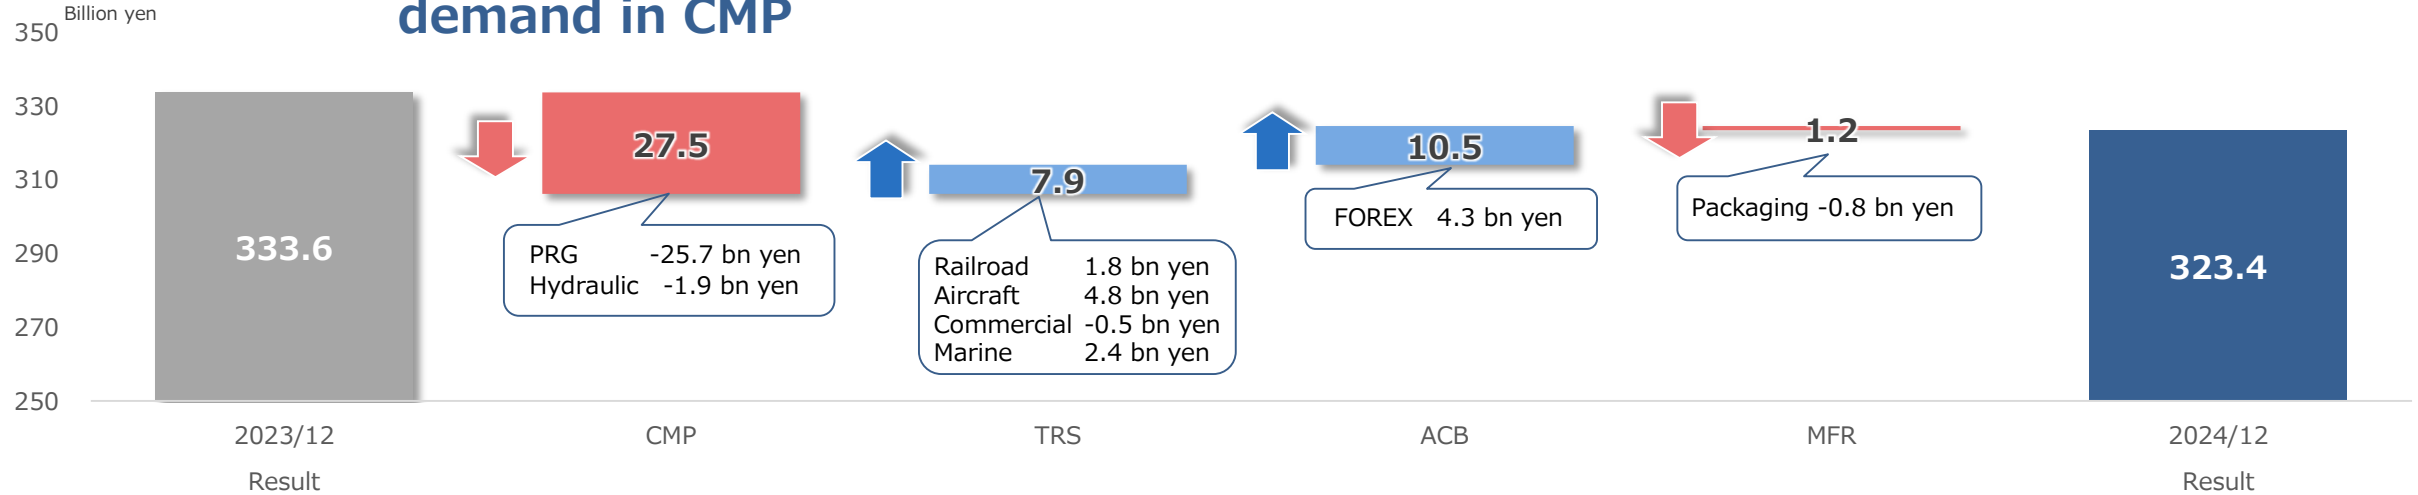 demand in CMP
Billion yen
350
330
310
290
270
250
333.6
27.5
PRG -25.7 bn yen
Hydraulic -1.9 bn yen
7.9
Railroad 1.8 bn yen
Aircraft 4.8 bn yen
Commercial -0.5 bn yen
Marine 2.4 bn yen
10.5
FOREX 4.3 bn yen
1.2
Packaging -0.8 bn yen
323.4
2023/12
Result
CMP
TRS
ACB
MFR
2024/12
Result